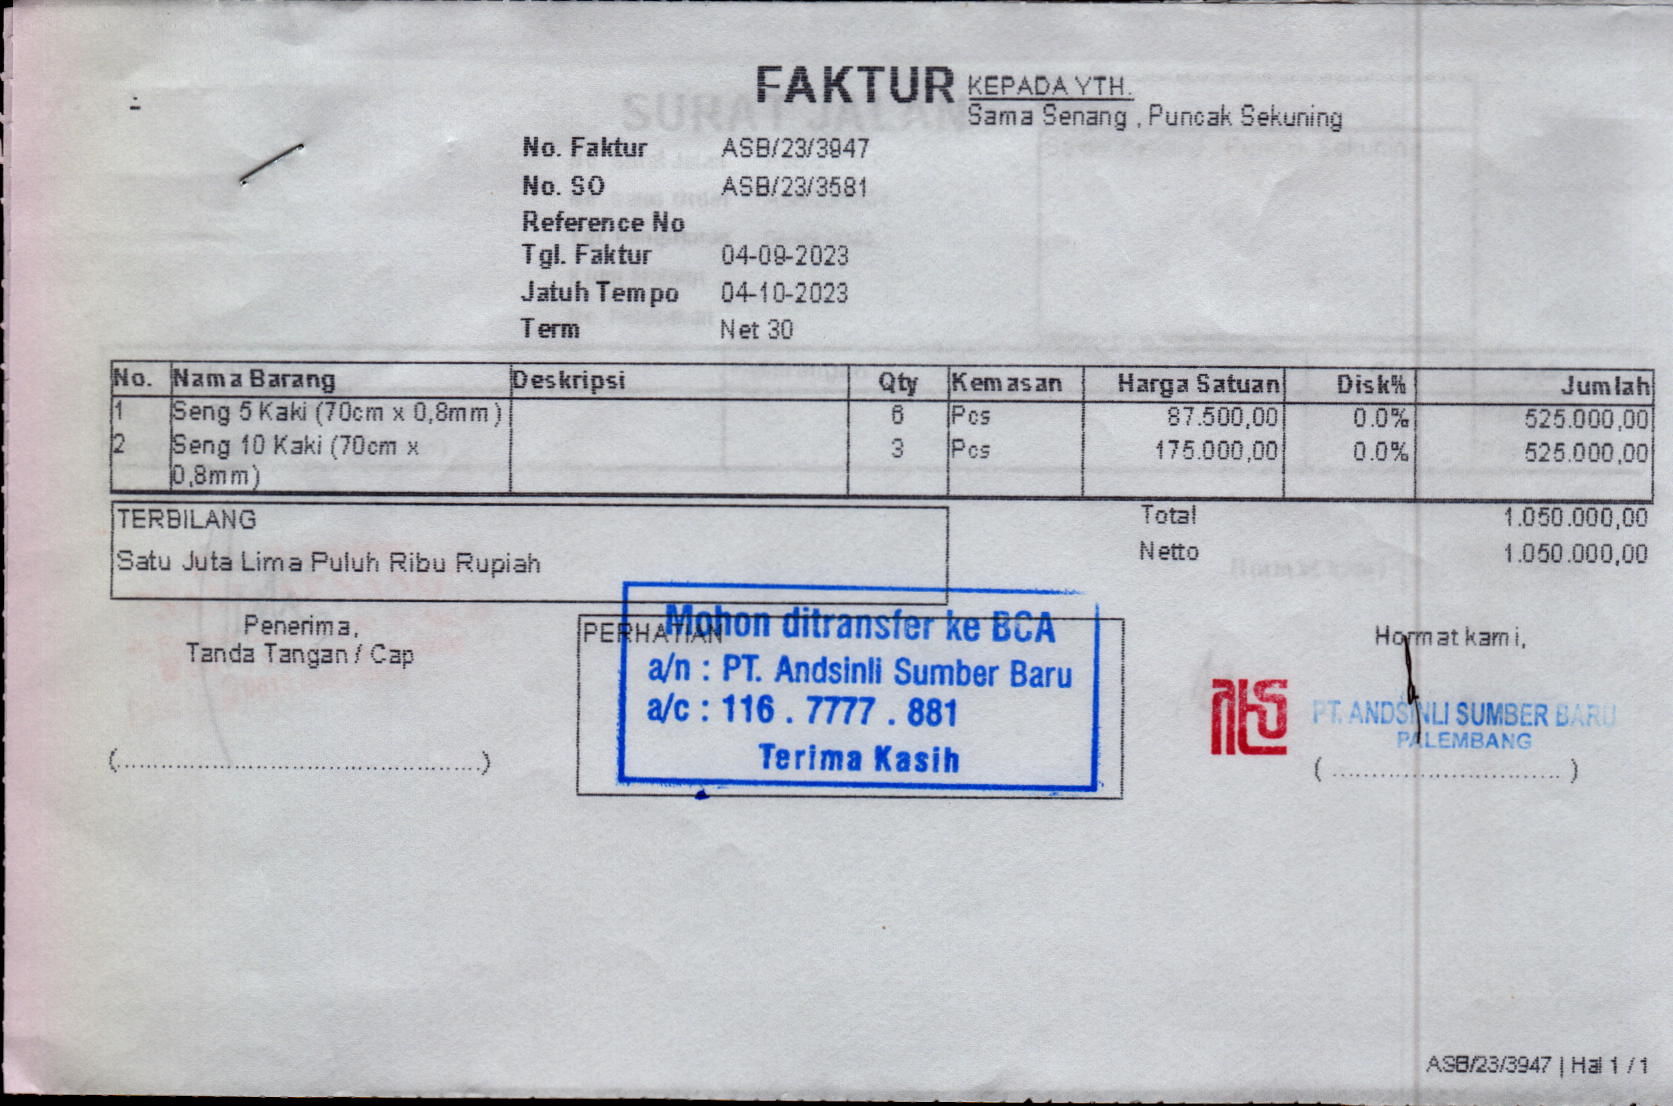 FAKTUR
KEPADA YTH.
Sama Senang , Puncak Sekuning
No. Faktur ASB/23/3947
No. SO ASB/23/3581
Reference No
Tgl. Faktur 04-09-2023
Jatuh Tempo 04-10-2023
Term Net 30
No. Nama Barang Deskripsi Qty Kemasan Harga Satuan Disk% Jumlah
1 Seng 5 Kaki (70cm x 0,8mm) 6 Pcs 87.500,00 0.0% 525.000,00
2 Seng 10 Kaki (70cm x 3 Pcs 175.000,00 0.0% 525.000,00
0,8mm)
TERBILANG
Satu Juta Lima Puluh Ribu Rupiah
Total 1.050.000,00
Netto 1.050.000,00
Penerima,
Tanda Tangan / Cap
(................................................)
PERHATIAN
Mohon ditransfer ke BCA
a/n : PT. Andsinli Sumber Baru
a/c : 116 . 7777 . 881
Terima Kasih
Hormat kami,
PT. ANDSINLI SUMBER BARU
PALEMBANG
( .............................. )
ASB/23/3947 | Hal 1 / 1